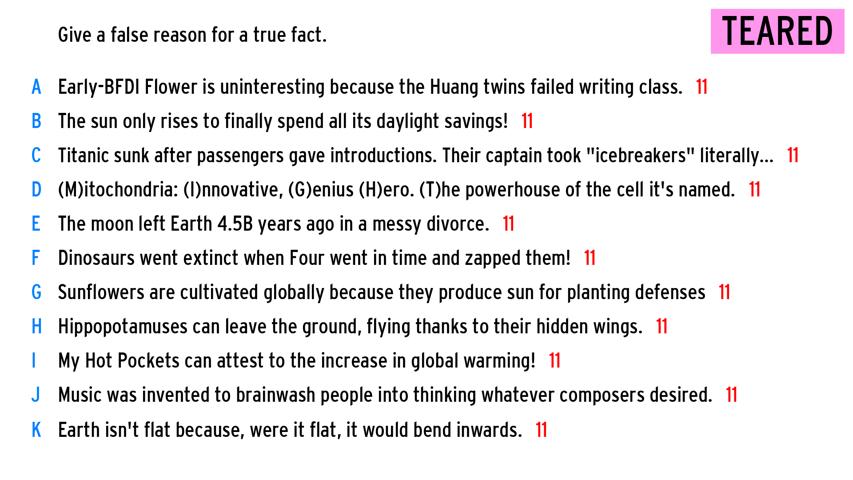 Give a false reason for a true fact.
TEARED
A Early-BFDI Flower is uninteresting because the Huang twins failed writing class. 11
B The sun only rises to finally spend all its daylight savings! 11
C Titanic sunk after passengers gave introductions. Their captain took "icebreakers" literally... 11
D (M)itochondria: (I)nnovative, (G)enius (H)ero. (T)he powerhouse of the cell it's named. 11
E The moon left Earth 4.5B years ago in a messy divorce. 11
F Dinosaurs went extinct when Four went in time and zapped them! 11
G Sunflowers are cultivated globally because they produce sun for planting defenses 11
H Hippopotamuses can leave the ground, flying thanks to their hidden wings. 11
I My Hot Pockets can attest to the increase in global warming! 11
J Music was invented to brainwash people into thinking whatever composers desired. 11
K Earth isn't flat because, were it flat, it would bend inwards. 11